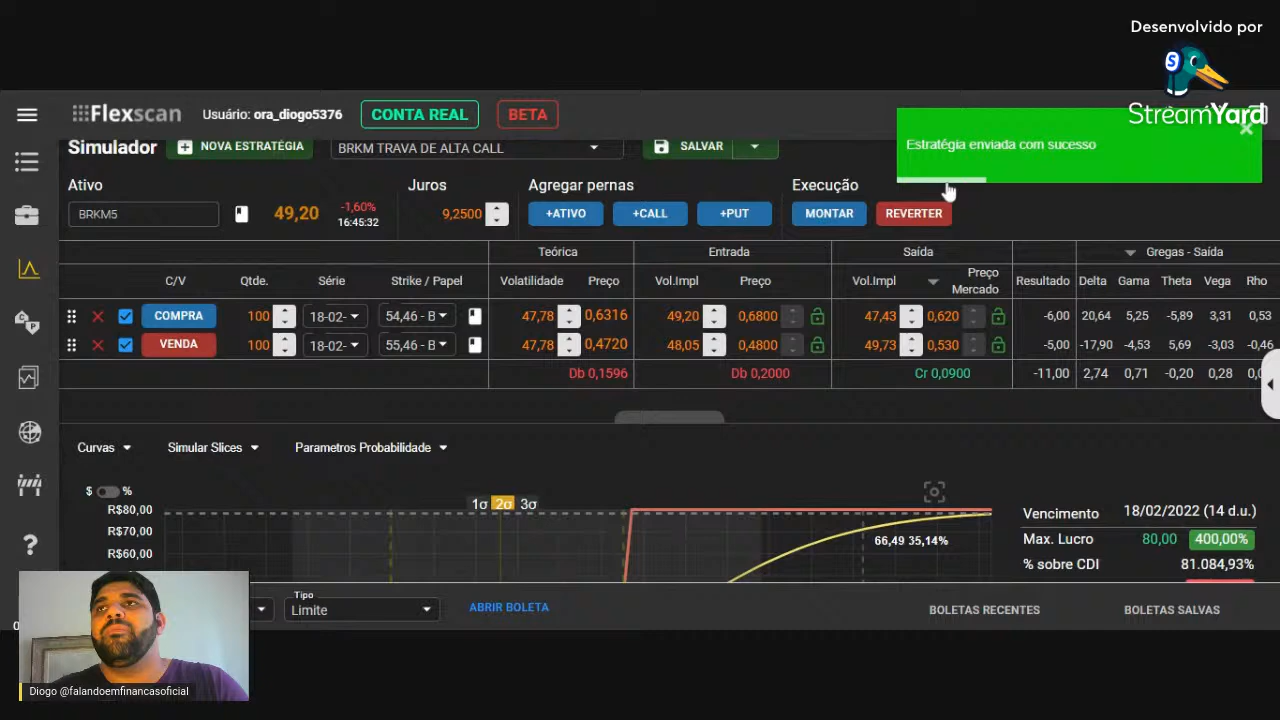 Desenvolvido por
StreamYard
Flexscan Usuário: ora_diogo5376 CONTA REAL BETA
Estratégia enviada com sucesso
Simulador NOVA ESTRATÉGIA BRKM TRAVA DE ALTA CALL SALVAR
Ativo Juros Agregar pernas Execução
BRKM5 49,20 -1,60% 16:45:32 9,2500 +ATIVO +CALL +PUT MONTAR REVERTER
Teórica Entrada Saída Gregas - Saída
C/V Qtde. Série Strike / Papel Volatilidade Preço Vol.Impl Preço Vol.Impl Preço Mercado Resultado Delta Gama Theta Vega Rho
COMPRA 100 18-02- 54,46 - B 47,78 0,6316 49,20 0,6800 47,43 0,620 -6,00 20,64 5,25 -5,89 3,31 0,53
VENDA 100 18-02- 55,46 - B 47,78 0,4720 48,05 0,4800 49,73 0,530 -5,00 -17,90 -4,53 5,69 -3,03 -0,46
Db 0,1596 Db 0,2000 Cr 0,0900 -11,00 2,74 0,71 -0,20 0,28
Curvas Simular Slices Parametros Probabilidade
$ %
1σ 2σ 3σ
R$80,00
R$70,00
R$60,00
66,49 35,14%
Vencimento 18/02/2022 (14 d.u.)
Max. Lucro 80,00 400,00%
% sobre CDI 81.084,93%
Tipo
Limite ABRIR BOLETA BOLETAS RECENTES BOLETAS SALVAS
Diogo @falandoemfinancasoficial